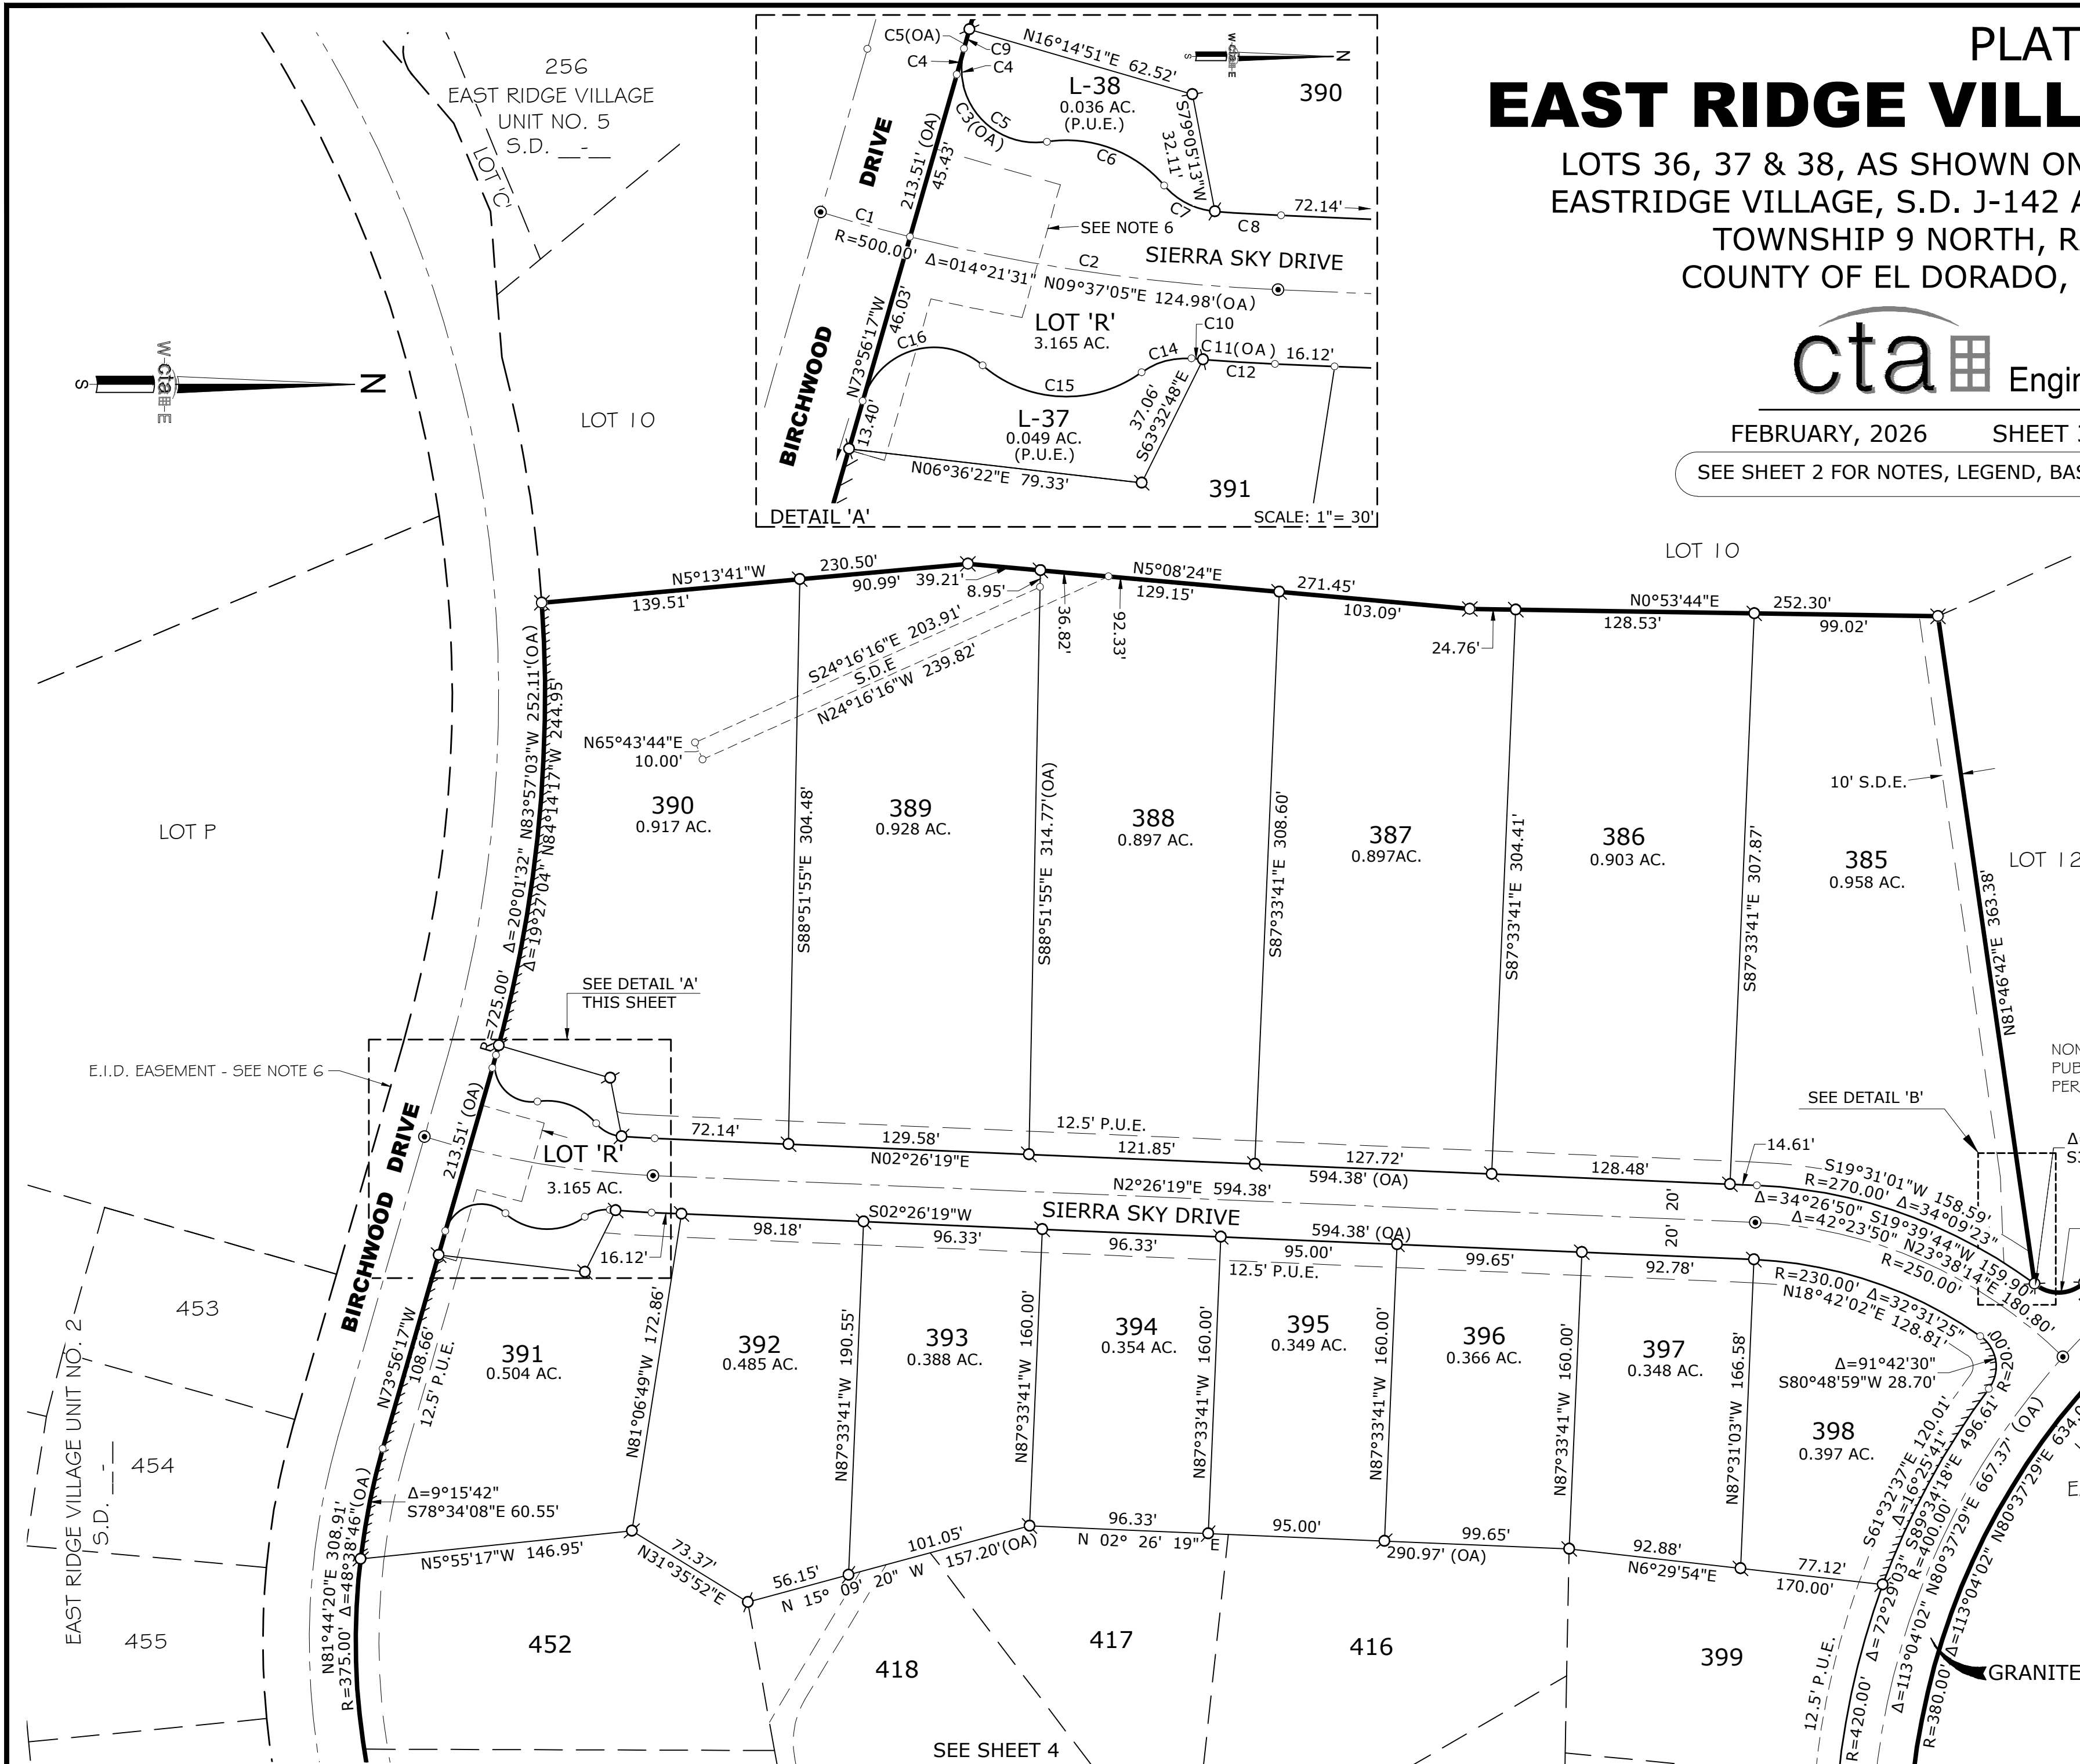 PLAT
EAST RIDGE VILL
LOTS 36, 37 & 38, AS SHOWN ON
EASTRIDGE VILLAGE, S.D. J-142 A
TOWNSHIP 9 NORTH, R
COUNTY OF EL DORADO,
cta Engin
FEBRUARY, 2026 SHEET 3
SEE SHEET 2 FOR NOTES, LEGEND, BAS
256
EAST RIDGE VILLAGE
UNIT NO. 5
S.D. __-__
LOT 'C'
C5(OA)
C9
C4
C4
N16°14'51"E 62.52'
L-38
0.036 AC.
(P.U.E.)
390
S W cta E N
S79°05'13"W
32.11'
C5
C3(OA)
C6
C7
C8
72.14'
BIRCHWOOD DRIVE
213.51' (OA)
45.43'
C1
SEE NOTE 6
SIERRA SKY DRIVE
C2
R=500.00' Δ=014°21'31" N09°37'05"E 124.98'(OA)
N73°56'17"W
46.03'
LOT 'R'
3.165 AC.
C16
C10
C11(OA) 16.12'
C14
C12
C15
13.40'
L-37
0.049 AC.
(P.U.E.)
37.06'
S63°32'48"E
N06°36'22"E 79.33'
391
DETAIL 'A'
SCALE: 1"= 30'
S W cta E N
LOT 10
LOT 10
N5°13'41"W
230.50'
139.51'
90.99'
39.21'
8.95'
N5°08'24"E
129.15'
271.45'
103.09'
36.82'
92.33'
24.76'
N0°53'44"E
128.53'
252.30'
99.02'
S24°16'16"E 203.91'
S.D.E
N24°16'16"W 239.82'
N65°43'44"E
10.00'
Δ=20°01'32" N83°57'03"W 252.11'(OA)
Δ=19°27'04" N84°14'17"W 244.95'
R=725.00'
390
0.917 AC.
389
0.928 AC.
388
0.897 AC.
387
0.897AC.
386
0.903 AC.
385
0.958 AC.
10' S.D.E.
LOT P
LOT 12
S88°51'55"E 304.48'
S88°51'55"E 314.77'(OA)
S87°33'41"E 308.60'
S87°33'41"E 304.41'
S87°33'41"E 307.87'
N81°46'42"E 363.38'
SEE DETAIL 'A'
THIS SHEET
E.I.D. EASEMENT - SEE NOTE 6
NON
PUB
PER
SEE DETAIL 'B'
BIRCHWOOD DRIVE
213.51' (OA)
LOT 'R'
3.165 AC.
72.14'
129.58'
N02°26'19"E
12.5' P.U.E.
121.85'
127.72'
594.38' (OA)
128.48'
14.61'
N2°26'19"E 594.38'
20'
20'
S19°31'01"W 158.59'
R=270.00' Δ=34°09'23"
Δ=34°26'50" S19°39'44"W 159.90'
Δ=42°23'50" N23°38'14"E 180.80'
R=250.00'
Δ
S3
16.12'
98.18'
S02°26'19"W
96.33'
SIERRA SKY DRIVE
96.33'
594.38' (OA)
95.00'
12.5' P.U.E.
99.65'
92.78'
R=230.00' Δ=32°31'25"
N18°42'02"E 128.81'
R=20.00'
Δ=91°42'30"
S80°48'59"W 28.70'
453
454
455
EAST RIDGE VILLAGE UNIT NO. 2
S.D. __-__
N73°56'17"W
108.66'
12.5' P.U.E.
391
0.504 AC.
392
0.485 AC.
393
0.388 AC.
394
0.354 AC.
395
0.349 AC.
396
0.366 AC.
397
0.348 AC.
398
0.397 AC.
N81°06'49"W 172.86'
N87°33'41"W 190.55'
N87°33'41"W 160.00'
N87°33'41"W 160.00'
N87°33'41"W 160.00'
N87°33'41"W 160.00'
N87°31'03"W 166.58'
Δ=9°15'42"
S78°34'08"E 60.55'
N5°55'17"W 146.95'
73.37'
N31°35'52"E
56.15'
101.05'
N 15° 09' 20" W 157.20'(OA)
96.33'
N 02° 26' 19" E
95.00'
290.97' (OA)
99.65'
92.88'
N6°29'54"E
77.12'
170.00'
N81°44'20"E 308.91'
R=375.00' Δ=48°38'46"(OA)
S61°32'37"E 120.01'
Δ=16°25'41"
R=400.00'
R=420.00' Δ=72°29'03" S89°34'18"E 496.61'
Δ=113°04'02" N80°37'29"E 667.37' (OA)
R=380.00' Δ=113°04'02" N80°37'29"E 634.0
12.5' P.U.E.
E
452
418
417
416
399
GRANITE
SEE SHEET 4